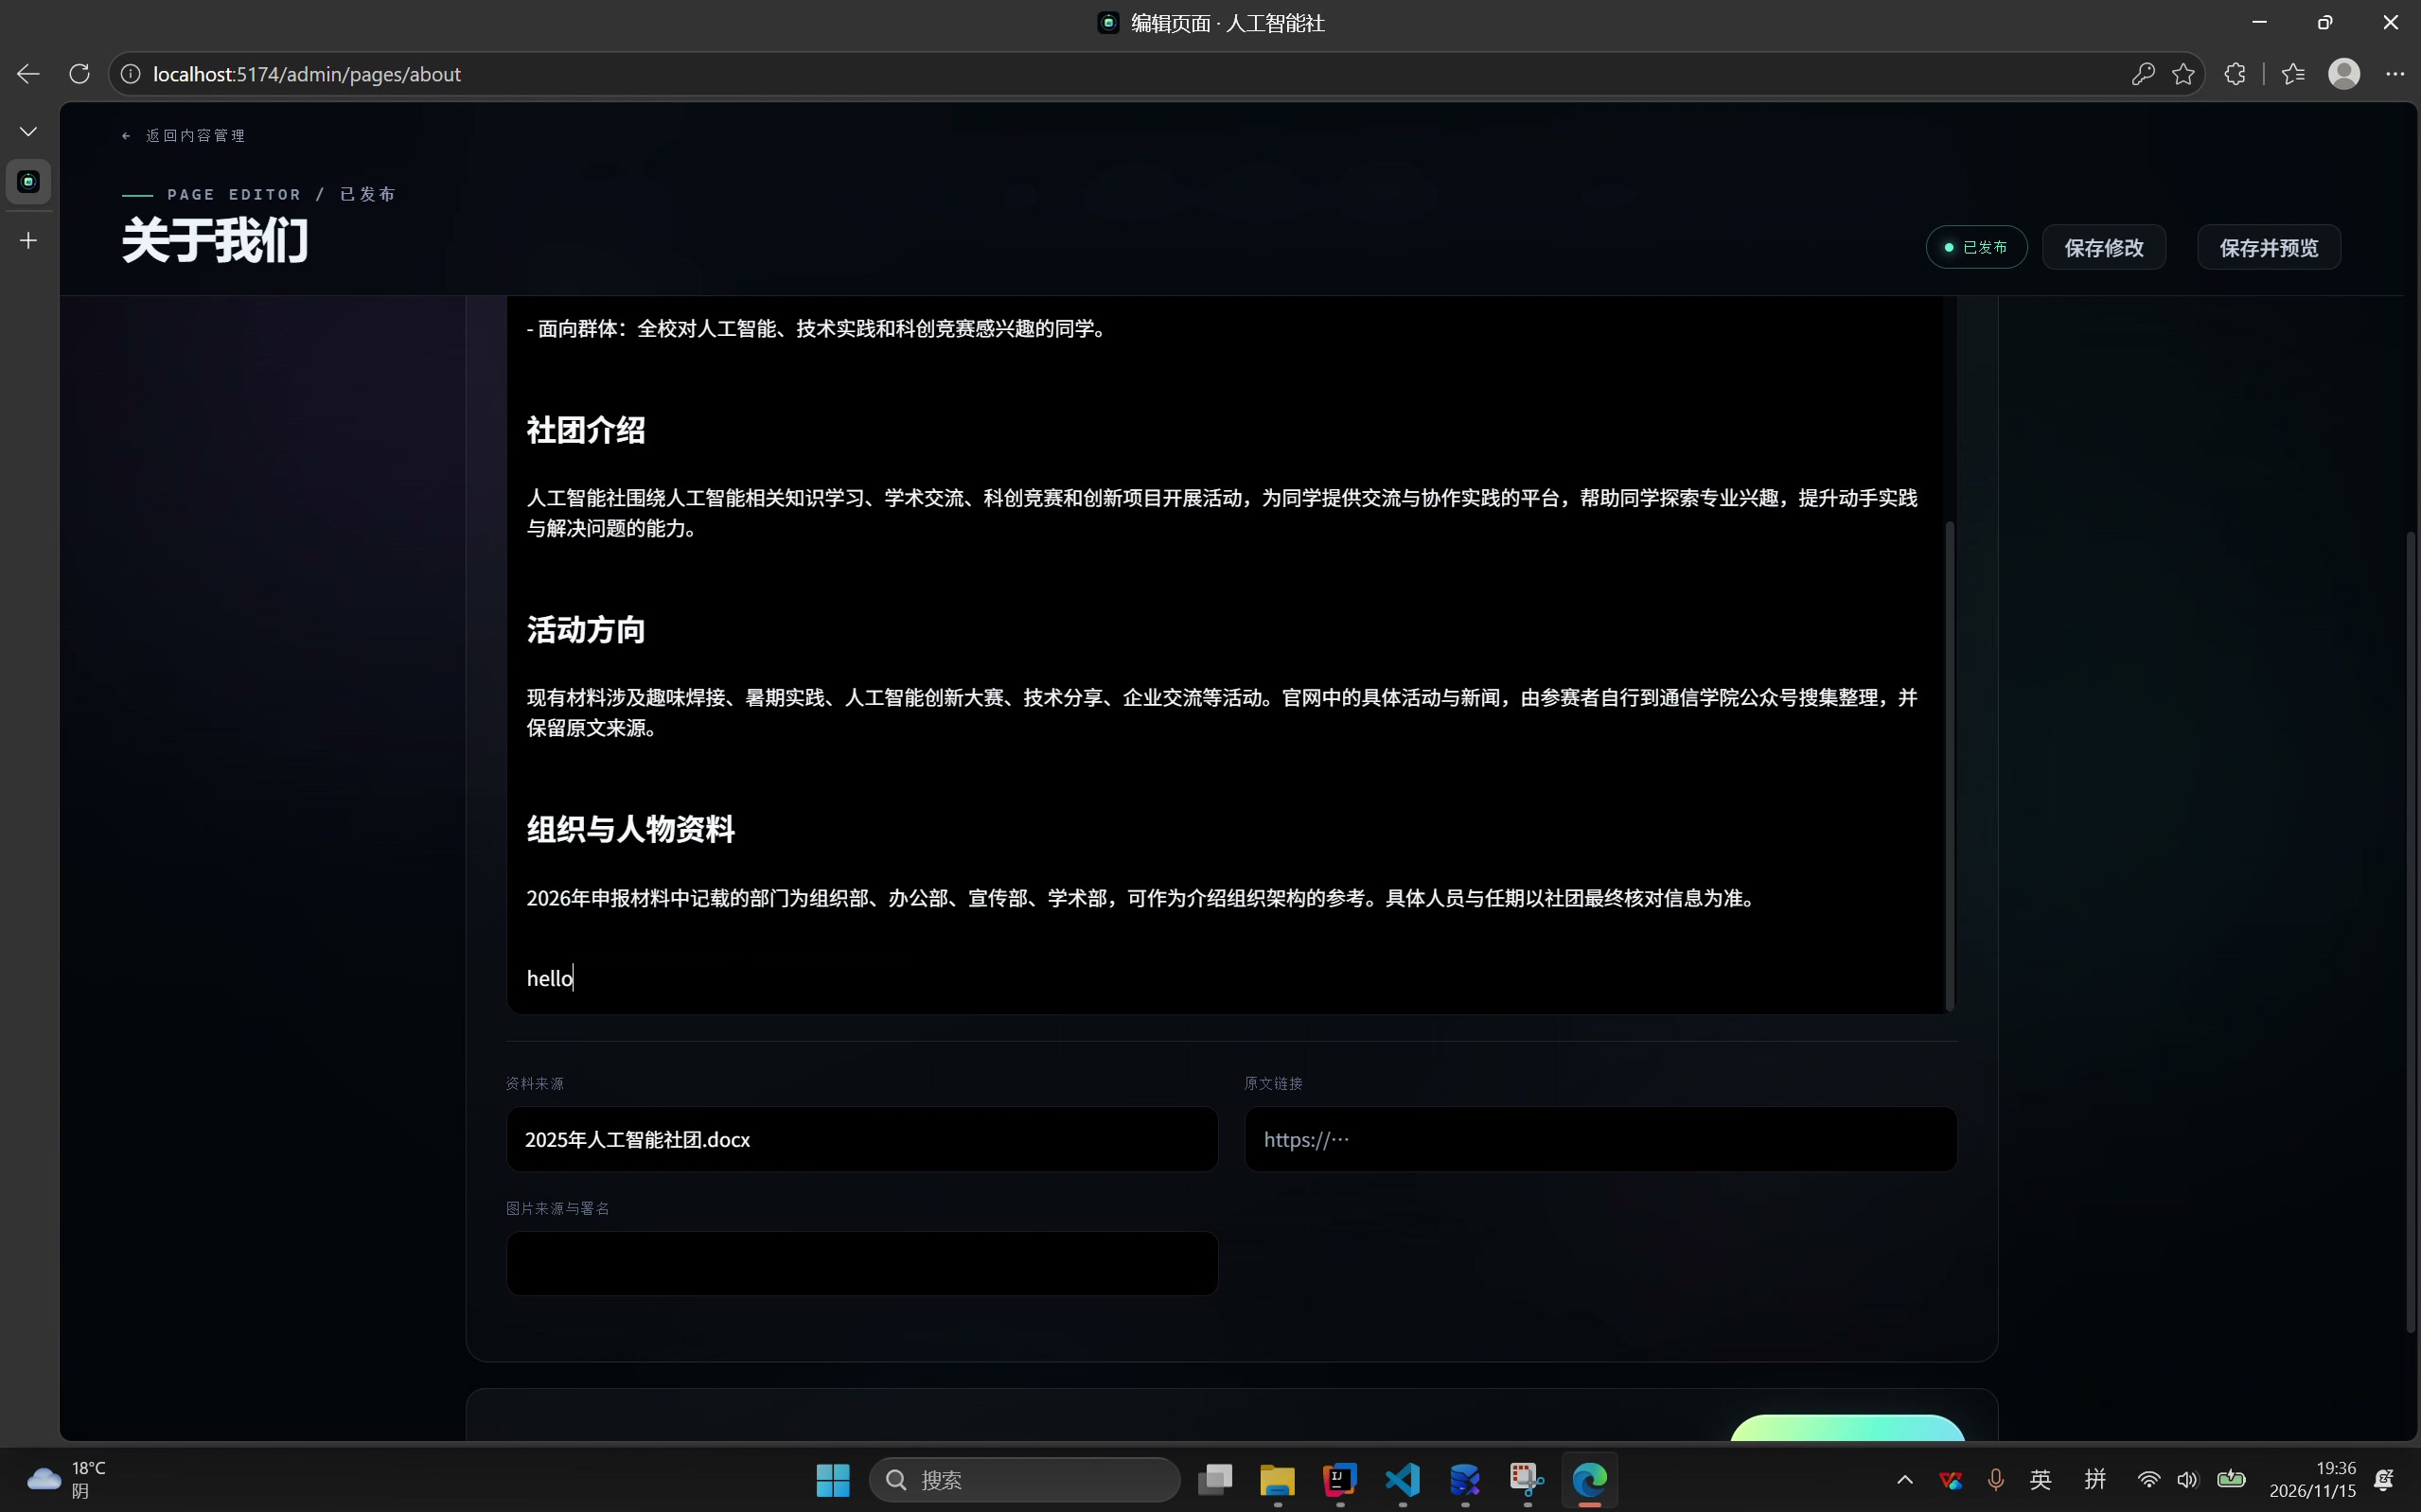 编辑页面 · 人工智能社
localhost:5174/admin/pages/about
← 返回内容管理
PAGE EDITOR / 已发布
关于我们
已发布
保存修改
保存并预览
- 面向群体：全校对人工智能、技术实践和科创竞赛感兴趣的同学。
社团介绍
人工智能社围绕人工智能相关知识学习、学术交流、科创竞赛和创新项目开展活动，为同学提供交流与协作实践的平台，帮助同学探索专业兴趣，提升动手实践
与解决问题的能力。
活动方向
现有材料涉及趣味焊接、暑期实践、人工智能创新大赛、技术分享、企业交流等活动。官网中的具体活动与新闻，由参赛者自行到通信学院公众号搜集整理，并
保留原文来源。
组织与人物资料
2026年申报材料中记载的部门为组织部、办公部、宣传部、学术部，可作为介绍组织架构的参考。具体人员与任期以社团最终核对信息为准。
hello
资料来源
原文链接
2025年人工智能社团.docx
https://…
图片来源与署名
18°C
阴
搜索
英
拼
19:36
2026/11/15